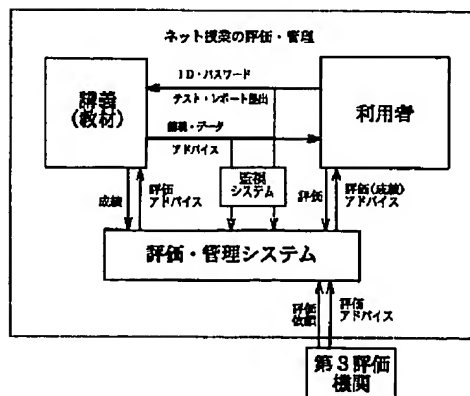 ネット授業の評価・管理
ID・パスワード
テスト・レポート提出
講義
(教材)
利用者
講義・データ
アドバイス
監視
システム
成績
評価
アドバイス
評価
評価(成績)
アドバイス
評価・管理システム
評価
依頼
評価
アドバイス
第3評価
機関